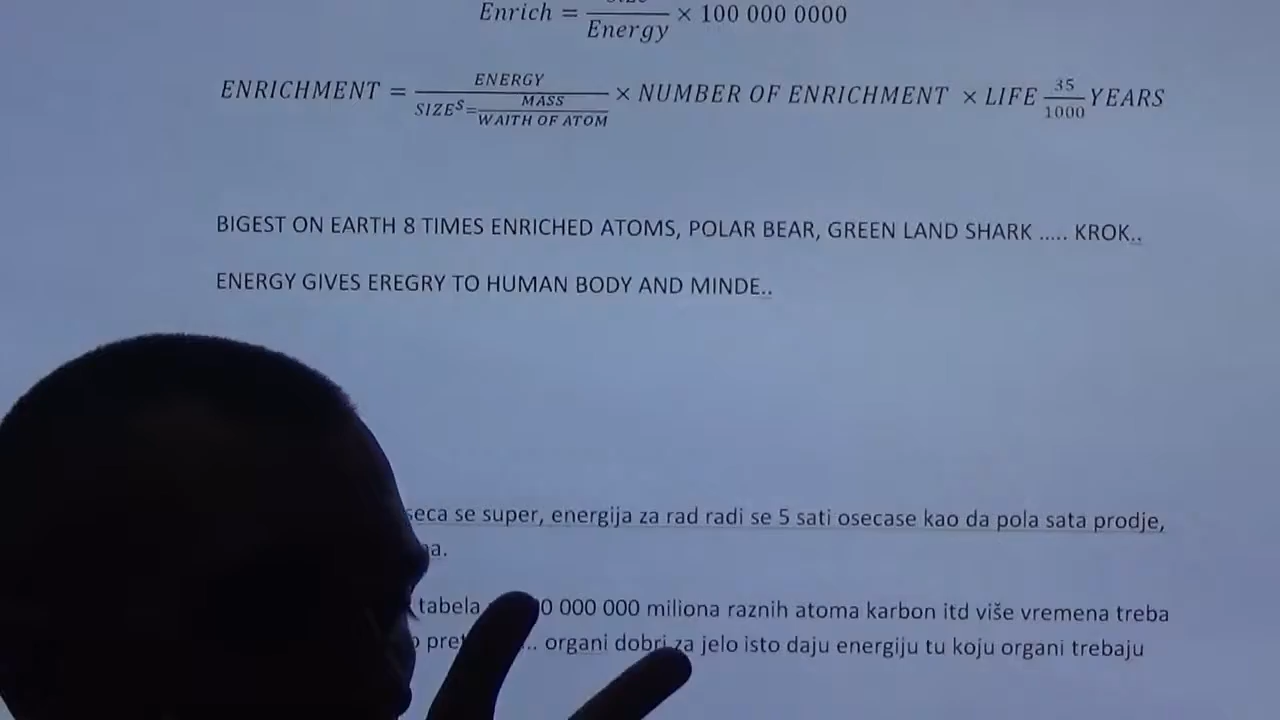 Enrich = / Energy × 100 000 0000
ENRICHMENT = ENERGY / SIZE^S = MASS / WAITH OF ATOM × NUMBER OF ENRICHMENT × LIFE 35/1000 YEARS
BIGEST ON EARTH 8 TIMES ENRICHED ATOMS, POLAR BEAR, GREEN LAND SHARK ..... KROK..
ENERGY GIVES EREGRY TO HUMAN BODY AND MINDE..
se super, energija za rad radi se 5 sati osecase kao da pola sata prodje,
tabela 000 000 miliona raznih atoma karbon itd više vremena treba
.. organi dobri za jelo isto daju energiju tu koju organi trebaju